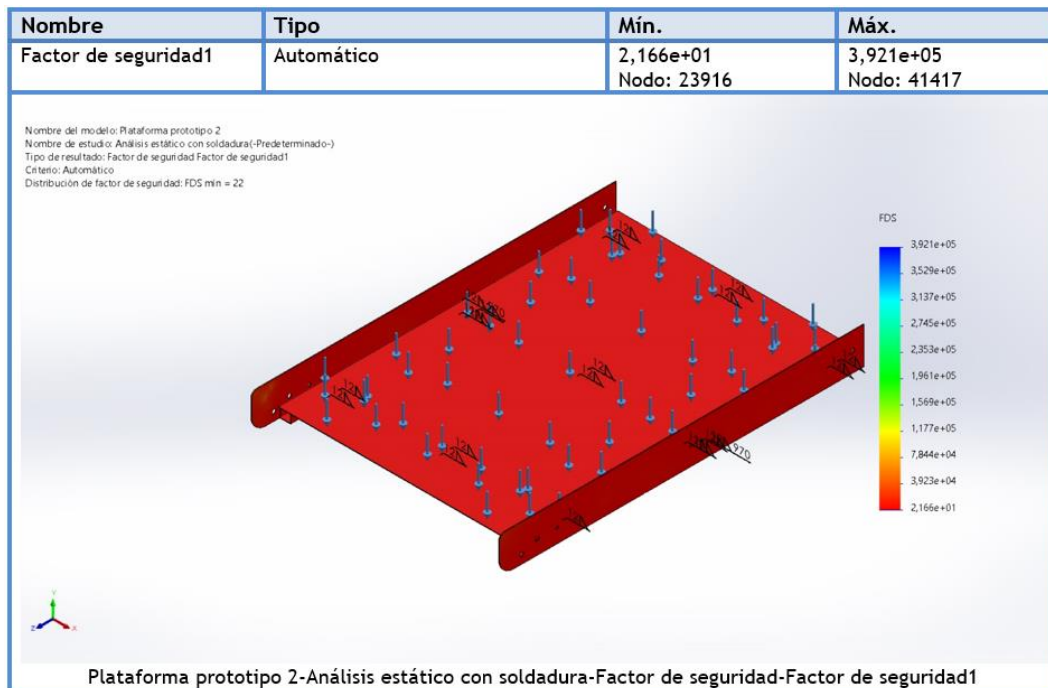 Nombre Tipo Mín. Máx.
Factor de seguridad1 Automático 2,166e+01 3,921e+05
Nodo: 23916 Nodo: 41417
Nombre del modelo: Plataforma prototipo 2
Nombre de estudio: Análisis estático con soldadura(-Predeterminado-)
Tipo de resultado: Factor de seguridad Factor de seguridad1
Criterio: Automático
Distribución de factor de seguridad: FDS mín = 22
FDS
3,921e+05
3,529e+05
3,137e+05
2,745e+05
2,353e+05
1,961e+05
1,569e+05
1,177e+05
7,844e+04
3,923e+04
2,166e+01
970
Y
Z X
Plataforma prototipo 2-Análisis estático con soldadura-Factor de seguridad-Factor de seguridad1